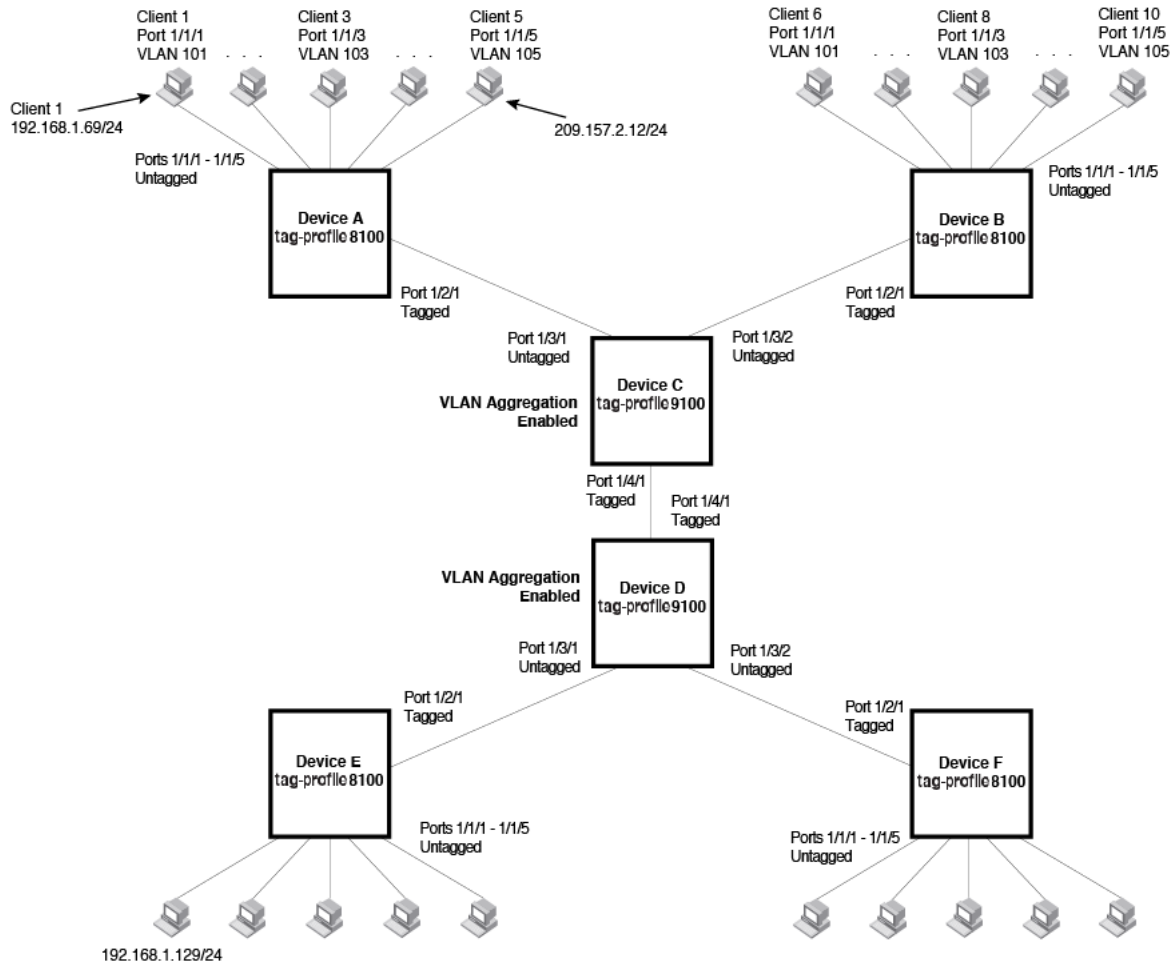 Client 1
Port 1/1/1
VLAN 101
. . .
Client 3
Port 1/1/3
VLAN 103
. . .
Client 5
Port 1/1/5
VLAN 105
Client 6
Port 1/1/1
VLAN 101
. . .
Client 8
Port 1/1/3
VLAN 103
. . .
Client 10
Port 1/1/5
VLAN 105
Client 1
192.168.1.69/24
209.157.2.12/24
Ports 1/1/1 - 1/1/5
Untagged
Ports 1/1/1 - 1/1/5
Untagged
Device A
tag-profile 8100
Device B
tag-profile 8100
Port 1/2/1
Tagged
Port 1/2/1
Tagged
Port 1/3/1
Untagged
Port 1/3/2
Untagged
Device C
tag-profile 9100
VLAN Aggregation
Enabled
Port 1/4/1
Tagged
Port 1/4/1
Tagged
VLAN Aggregation
Enabled
Device D
tag-profile 9100
Port 1/3/1
Untagged
Port 1/3/2
Untagged
Port 1/2/1
Tagged
Port 1/2/1
Tagged
Device E
tag-profile 8100
Device F
tag-profile 8100
Ports 1/1/1 - 1/1/5
Untagged
Ports 1/1/1 - 1/1/5
Untagged
192.168.1.129/24